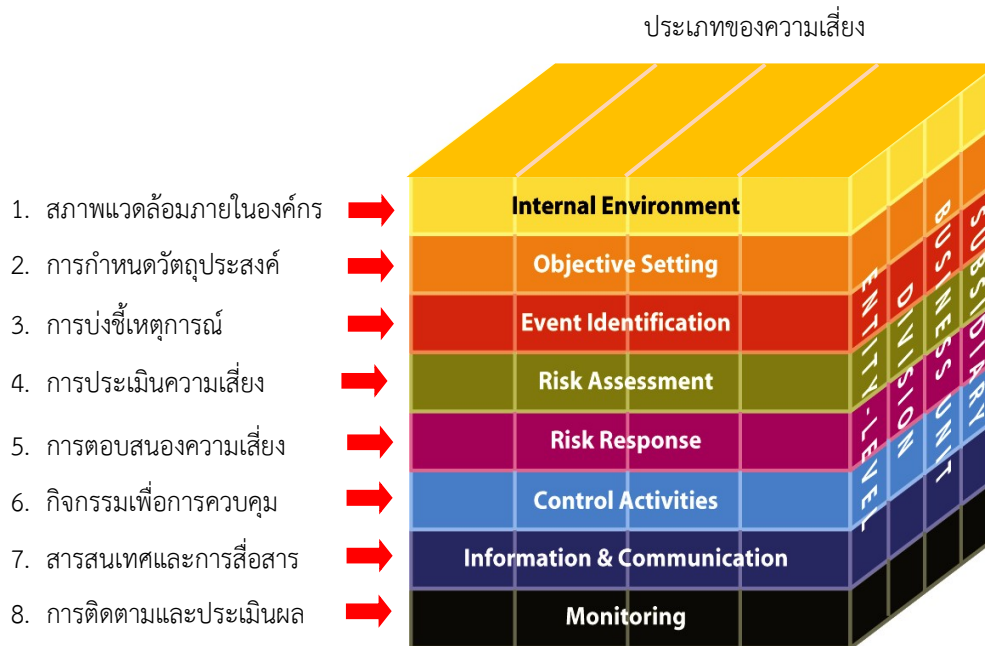 ประเภทของความเสี่ยง
1. สภาพแวดล้อมภายในองค์กร
Internal Environment
2. การกำหนดวัตถุประสงค์
Objective Setting
3. การบ่งชี้เหตุการณ์
Event Identification
4. การประเมินความเสี่ยง
Risk Assessment
5. การตอบสนองความเสี่ยง
Risk Response
6. กิจกรรมเพื่อการควบคุม
Control Activities
7. สารสนเทศและการสื่อสาร
Information & Communication
8. การติดตามและประเมินผล
Monitoring
ENTITY-LEVEL
DIVISION
BUSINESS UNIT
SUBSIDIARY